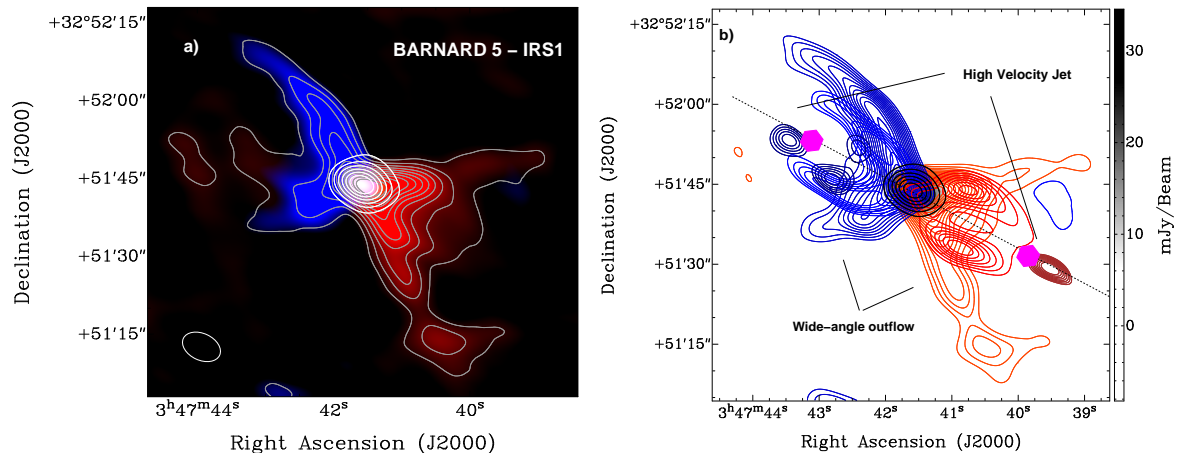 a)
BARNARD 5 – IRS1
+32°52′15″
+52′00″
+51′45″
+51′30″
+51′15″
Declination (J2000)
3ʰ47ᵐ44ˢ
42ˢ
40ˢ
Right Ascension (J2000)
b)
High Velocity Jet
Wide–angle outflow
+32°52′15″
+52′00″
+51′45″
+51′30″
+51′15″
Declination (J2000)
3ʰ47ᵐ44ˢ
43ˢ
42ˢ
41ˢ
40ˢ
39ˢ
Right Ascension (J2000)
30
20
10
0
mJy/Beam